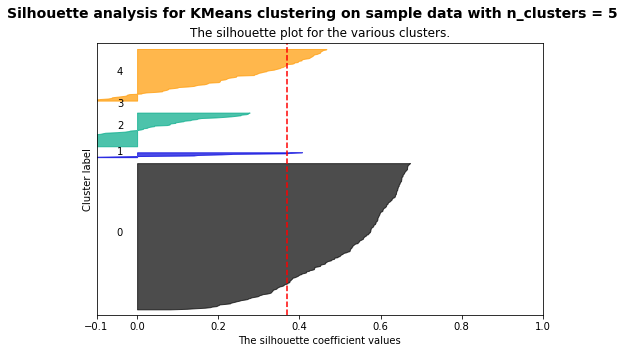 Silhouette analysis for KMeans clustering on sample data with n_clusters = 5
The silhouette plot for the various clusters.
Cluster label
4
3
2
1
0
−0.1 0.0 0.2 0.4 0.6 0.8 1.0
The silhouette coefficient values